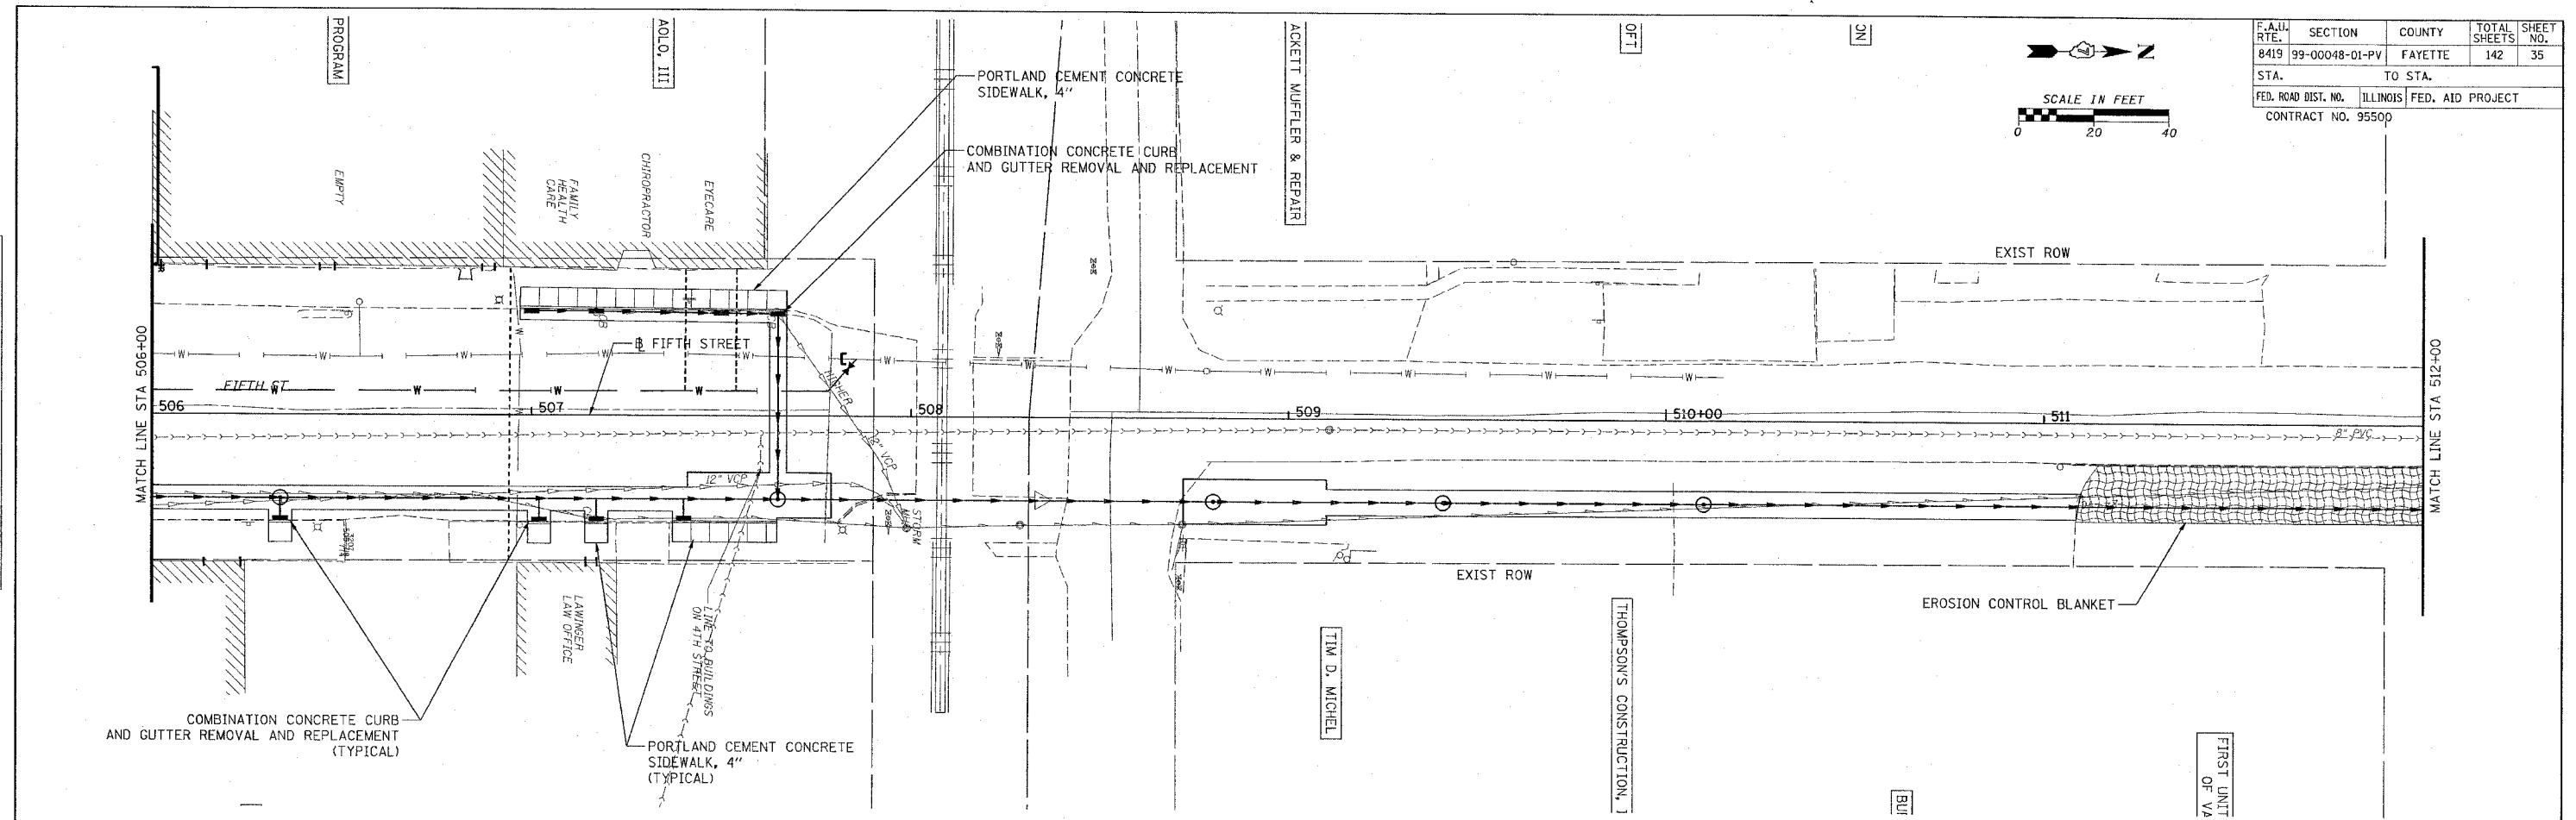 PROGRAM
AOLO, III
ACKETT MUFFLER & REPAIR
OFT
ON
N
SCALE IN FEET
0 20 40
F.A.U. RTE. SECTION COUNTY TOTAL SHEETS SHEET NO.
8419 99-00048-01-PV FAYETTE 142 35
STA. TO STA.
FED. ROAD DIST. NO. ILLINOIS FED. AID PROJECT
CONTRACT NO. 95500
PORTLAND CEMENT CONCRETE
SIDEWALK, 4"
COMBINATION CONCRETE CURB
AND GUTTER REMOVAL AND REPLACEMENT
EMPTY
FAMILY
HEALTH
CARE
CHIROPRACTOR
EYECARE
EXIST ROW
MATCH LINE STA 506+00
FIFTH STREET
W W W W W W W W W W W W
FIFTH ST
W W W W
506 507 508 509 510+00 511
12" VCP
8" PVC
12" VCP
STORM
MATCH LINE STA 512+00
EXIST ROW
EROSION CONTROL BLANKET
LAWINGER
LAW OFFICE
LINE TO BUILDINGS
ON 4TH STREET
TIM D. MICHEL
THOMPSON'S CONSTRUCTION,
COMBINATION CONCRETE CURB
AND GUTTER REMOVAL AND REPLACEMENT
(TYPICAL)
PORTLAND CEMENT CONCRETE
SIDEWALK, 4"
(TYPICAL)
BUI
FIRST UNIT
OF VA